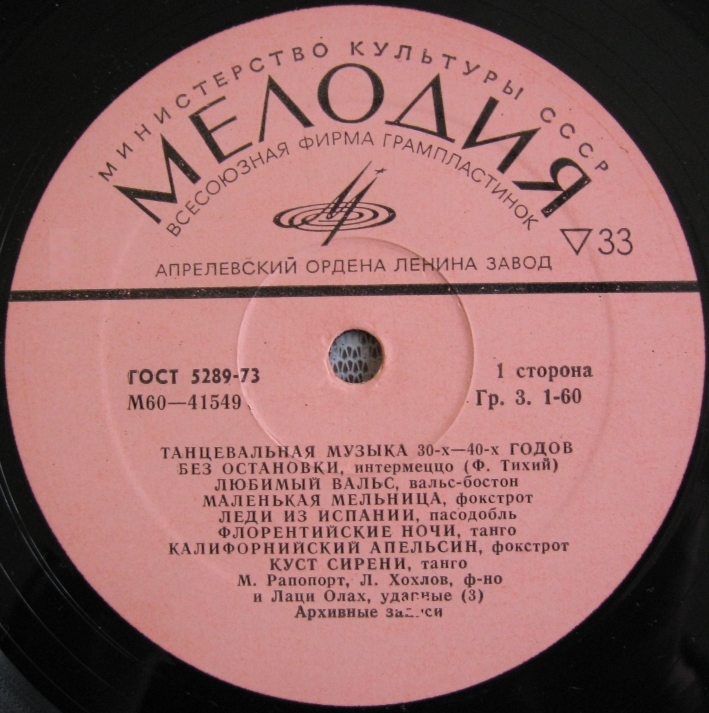 МИНИСТЕРСТВО КУЛЬТУРЫ СССР
МЕЛОДИЯ
ВСЕСОЮЗНАЯ ФИРМА ГРАМПЛАСТИНОК
▽33
АПРЕЛЕВСКИЙ ОРДЕНА ЛЕНИНА ЗАВОД
ГОСТ 5289-73
1 сторона
М60—41549
Гр. 3. 1-60
ТАНЦЕВАЛЬНАЯ МУЗЫКА 30-х—40-х ГОДОВ
БЕЗ ОСТАНОВКИ, интермеццо (Ф. Тихий)
ЛЮБИМЫЙ ВАЛЬС, вальс-бостон
МАЛЕНЬКАЯ МЕЛЬНИЦА, фокстрот
ЛЕДИ ИЗ ИСПАНИИ, пасодобль
ФЛОРЕНТИЙСКИЕ НОЧИ, танго
КАЛИФОРНИЙСКИЙ АПЕЛЬСИН, фокстрот
КУСТ СИРЕНИ, танго
М. Рапопорт, Л. Хохлов, ф-но
и Лаци Олах, ударные (3)
Архивные записи